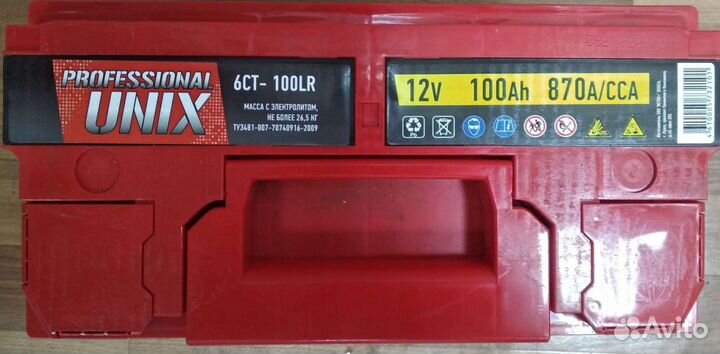 PROFESSIONAL
UNIX
6СТ- 100LR
МАССА С ЭЛЕКТРОЛИТОМ,
НЕ БОЛЕЕ 26,5 КГ
ТУ3481-007-70740916-2009
12V 100Ah 870A/CCA
Pb
Avito